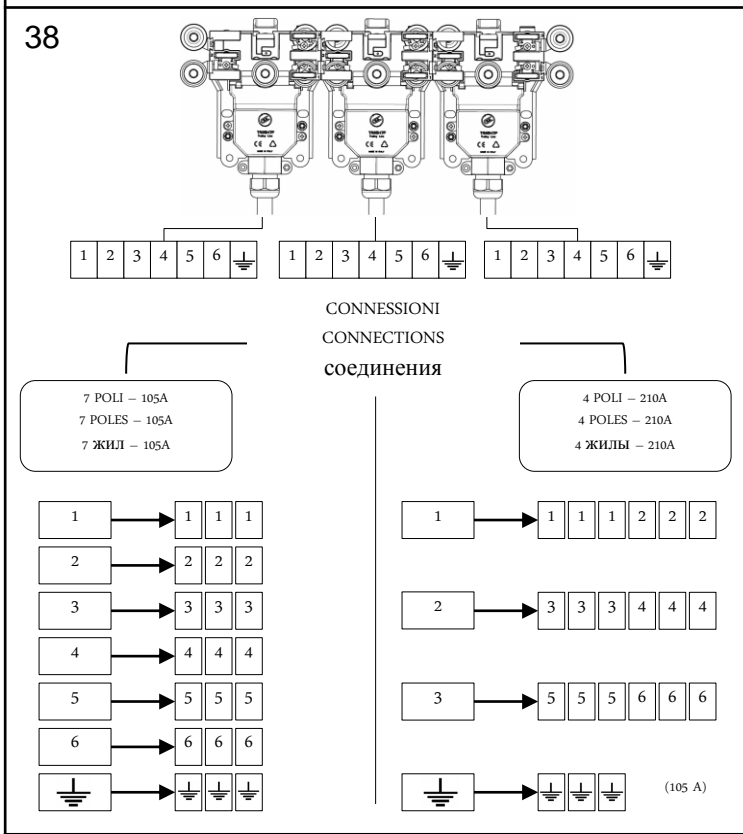 38
1 2 3 4 5 6
1 2 3 4 5 6
1 2 3 4 5 6
CONNESSIONI
CONNECTIONS
соединения
7 POLI – 105A
7 POLES – 105A
7 ЖИЛ – 105A
4 POLI – 210A
4 POLES – 210A
4 ЖИЛЫ – 210A
1 1 1 1
2 2 2 2
3 3 3 3
4 4 4 4
5 5 5 5
6 6 6 6
1 1 1 1 2 2 2
2 3 3 3 4 4 4
3 5 5 5 6 6 6
(105 A)